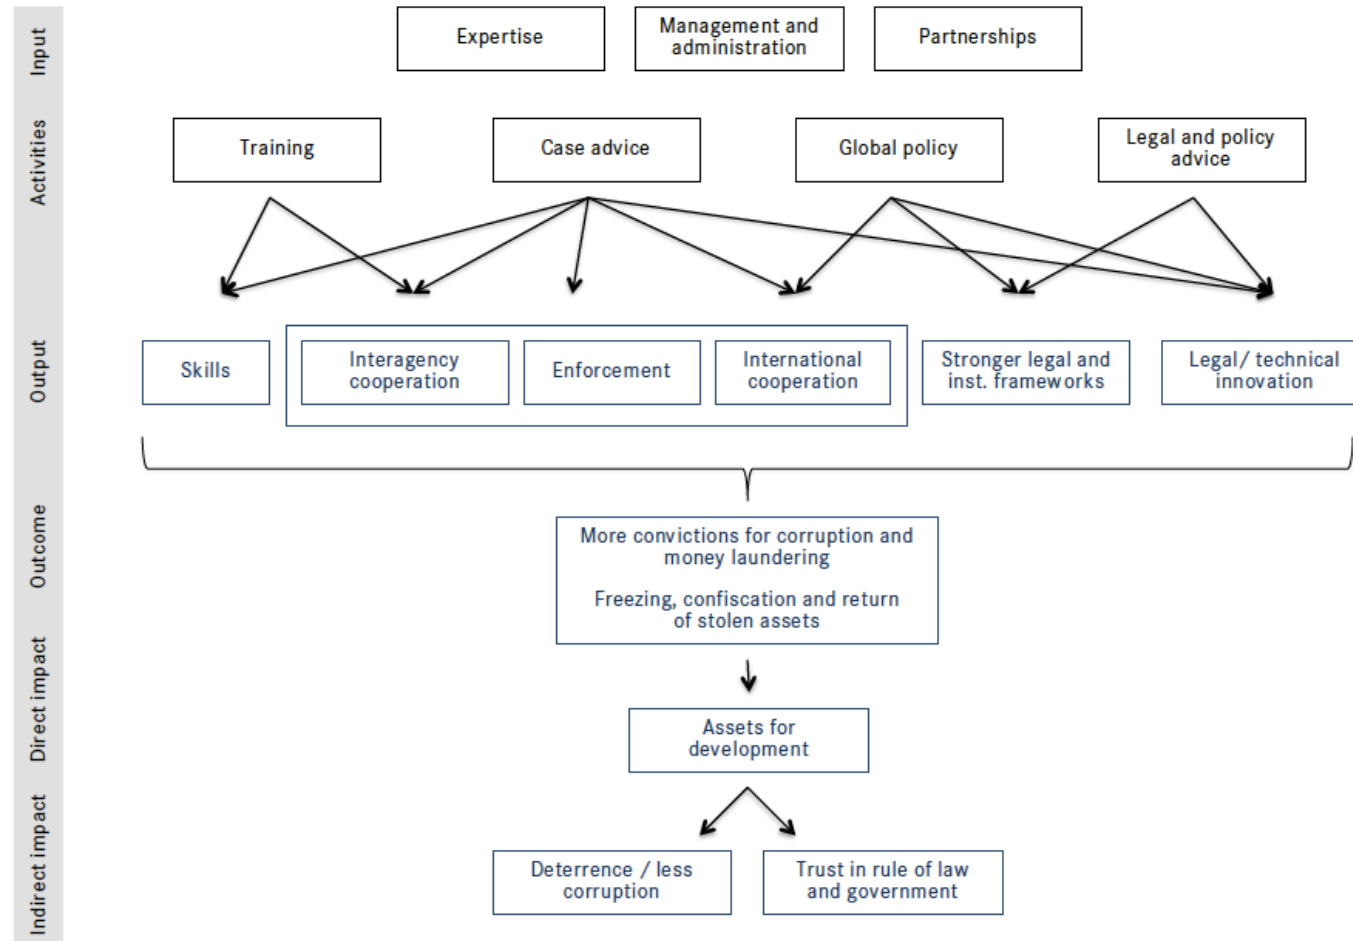 Input
Expertise
Management and
administration
Partnerships
Activities
Training
Case advice
Global policy
Legal and policy
advice
Output
Skills
Interagency
cooperation
Enforcement
International
cooperation
Stronger legal and
inst. frameworks
Legal/ technical
innovation
Outcome
More convictions for corruption and
money laundering
Freezing, confiscation and return
of stolen assets
Direct impact
Assets for
development
Indirect impact
Deterrence / less
corruption
Trust in rule of law
and government